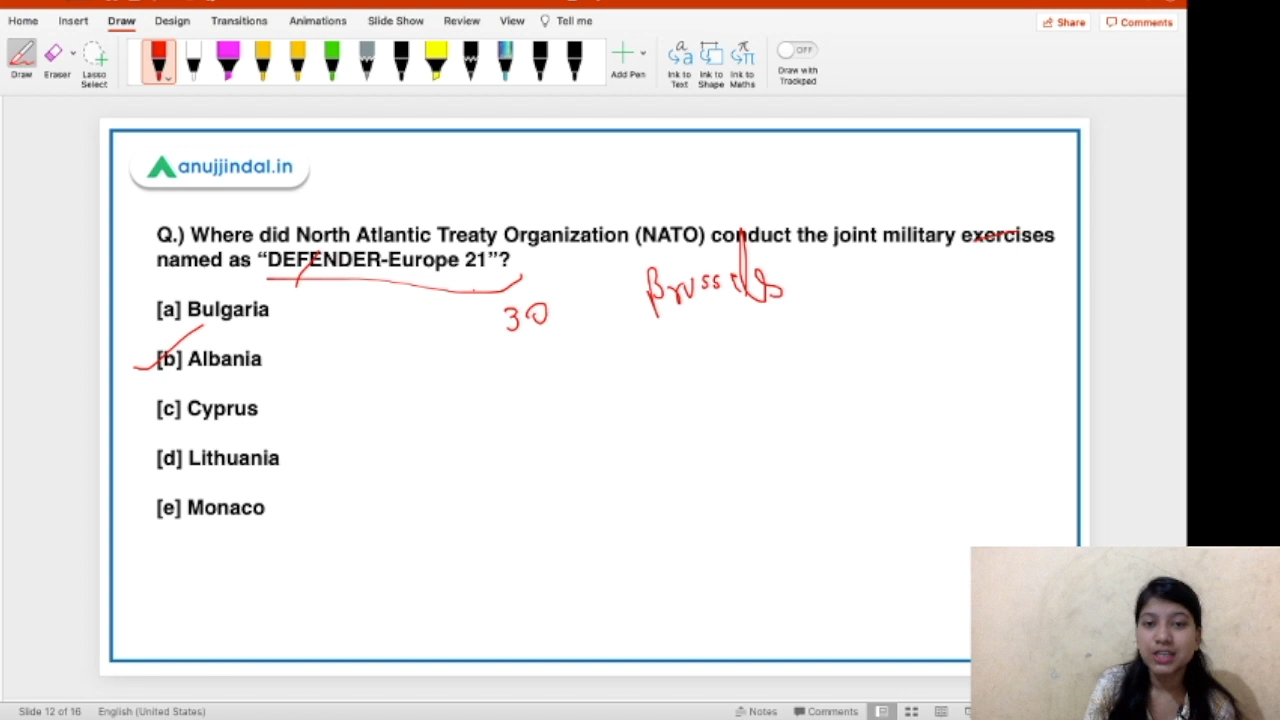 Home Insert Draw Design Transitions Animations Slide Show Review View Tell me Share Comments
Draw Eraser Lasso Select Add Pen Ink to Text Ink to Shape Ink to Maths OFF Draw with Trackpad
anujjindal.in
Q.) Where did North Atlantic Treaty Organization (NATO) conduct the joint military exercises
named as “DEFENDER-Europe 21”?
Brussels
[a] Bulgaria
30
[b] Albania
[c] Cyprus
[d] Lithuania
[e] Monaco
Slide 12 of 16 English (United States) Notes Comments